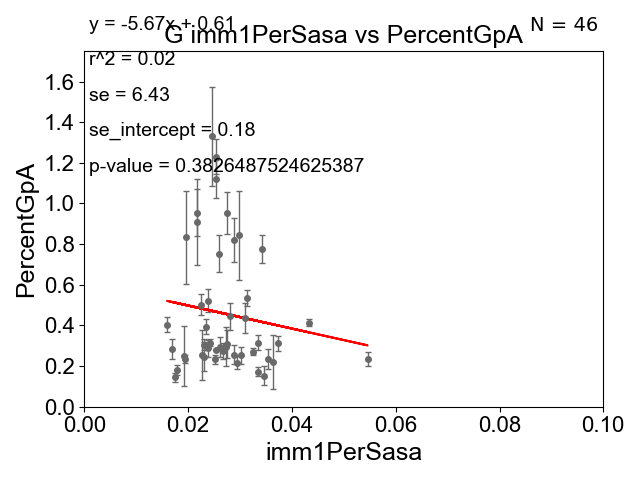 y = -5.67x + 0.61
N = 46
G imm1PerSasa vs PercentGpA
r^2 = 0.02
se = 6.43
se_intercept = 0.18
p-value = 0.3826487524625387
PercentGpA
1.6
1.4
1.2
1.0
0.8
0.6
0.4
0.2
0.0
0.00 0.02 0.04 0.06 0.08 0.10
imm1PerSasa